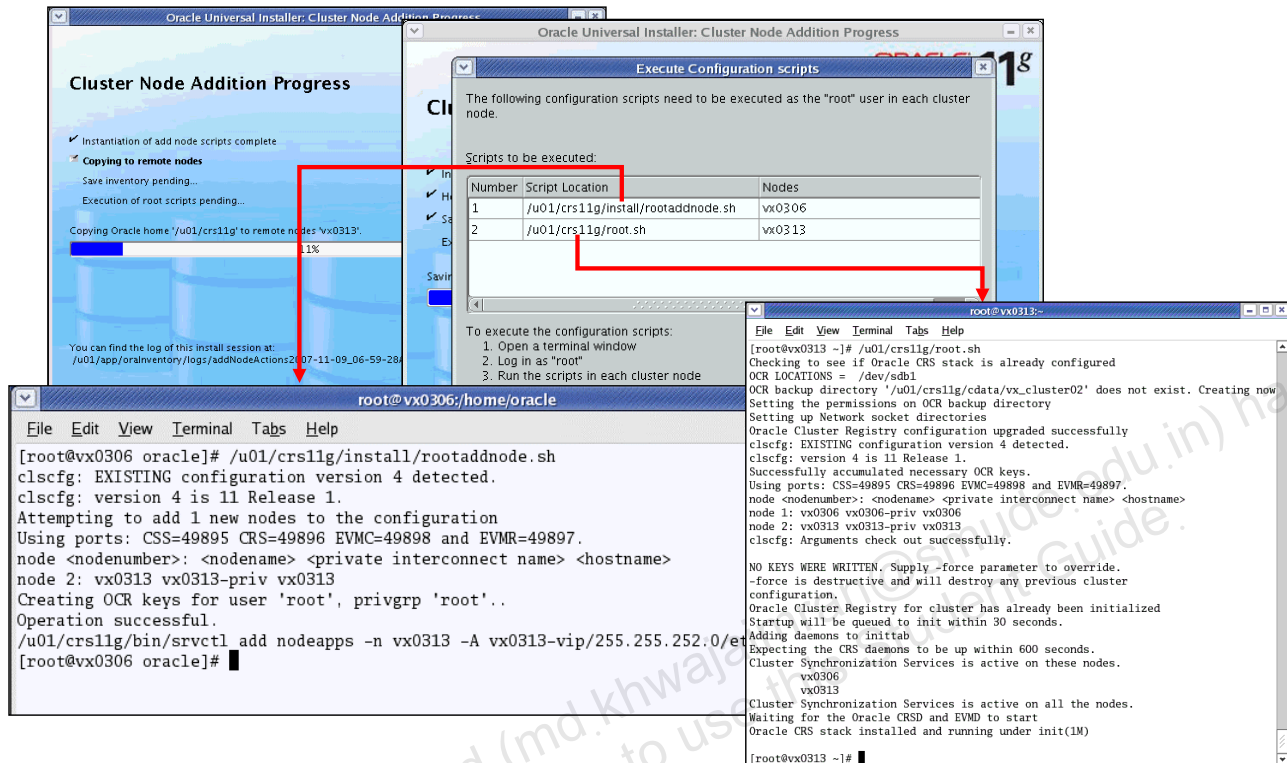 Oracle Universal Installer: Cluster Node Addition Progress
Cluster Node Addition Progress
Instantiation of add node scripts complete
Copying to remote nodes
Save inventory pending...
Execution of root scripts pending...
Copying Oracle home '/u01/crs11g' to remote nodes 'vx0313'.
11%
You can find the log of this install session at:
/u01/app/oraInventory/logs/addNodeActions2007-11-09_06-59-28
Oracle Universal Installer: Cluster Node Addition Progress
11g
Execute Configuration scripts
The following configuration scripts need to be executed as the "root" user in each cluster
node.
Scripts to be executed:
Number Script Location Nodes
1 /u01/crs11g/install/rootaddnode.sh vx0306
2 /u01/crs11g/root.sh vx0313
To execute the configuration scripts:
1. Open a terminal window
2. Log in as "root"
3. Run the scripts in each cluster node
root@vx0306:/home/oracle
File Edit View Terminal Tabs Help
[root@vx0306 oracle]# /u01/crs11g/install/rootaddnode.sh
clscfg: EXISTING configuration version 4 detected.
clscfg: version 4 is 11 Release 1.
Attempting to add 1 new nodes to the configuration
Using ports: CSS=49895 CRS=49896 EVMC=49898 and EVMR=49897.
node <nodenumber>: <nodename> <private interconnect name> <hostname>
node 2: vx0313 vx0313-priv vx0313
Creating OCR keys for user 'root', privgrp 'root'..
Operation successful.
/u01/crs11g/bin/srvctl add nodeapps -n vx0313 -A vx0313-vip/255.255.252.0/et
[root@vx0306 oracle]#
root@vx0313:~
File Edit View Terminal Tabs Help
[root@vx0313 ~]# /u01/crs11g/root.sh
Checking to see if Oracle CRS stack is already configured
OCR LOCATIONS = /dev/sdb1
OCR backup directory '/u01/crs11g/cdata/vx_cluster02' does not exist. Creating now
Setting the permissions on OCR backup directory
Setting up Network socket directories
Oracle Cluster Registry configuration upgraded successfully
clscfg: EXISTING configuration version 4 detected.
clscfg: version 4 is 11 Release 1.
Successfully accumulated necessary OCR keys.
Using ports: CSS=49895 CRS=49896 EVMC=49898 and EVMR=49897.
node <nodenumber>: <nodename> <private interconnect name> <hostname>
node 1: vx0306 vx0306-priv vx0306
node 2: vx0313 vx0313-priv vx0313
clscfg: Arguments check out successfully.
NO KEYS WERE WRITTEN. Supply -force parameter to override.
-force is destructive and will destroy any previous cluster
configuration.
Oracle Cluster Registry for cluster has already been initialized
Startup will be queued to init within 30 seconds.
Adding daemons to inittab
Expecting the CRS daemons to be up within 600 seconds.
Cluster Synchronization Services is active on these nodes.
vx0306
vx0313
Cluster Synchronization Services is active on all the nodes.
Waiting for the Oracle CRSD and EVMD to start
Oracle CRS stack installed and running under init(1M)
[root@vx0313 ~]#